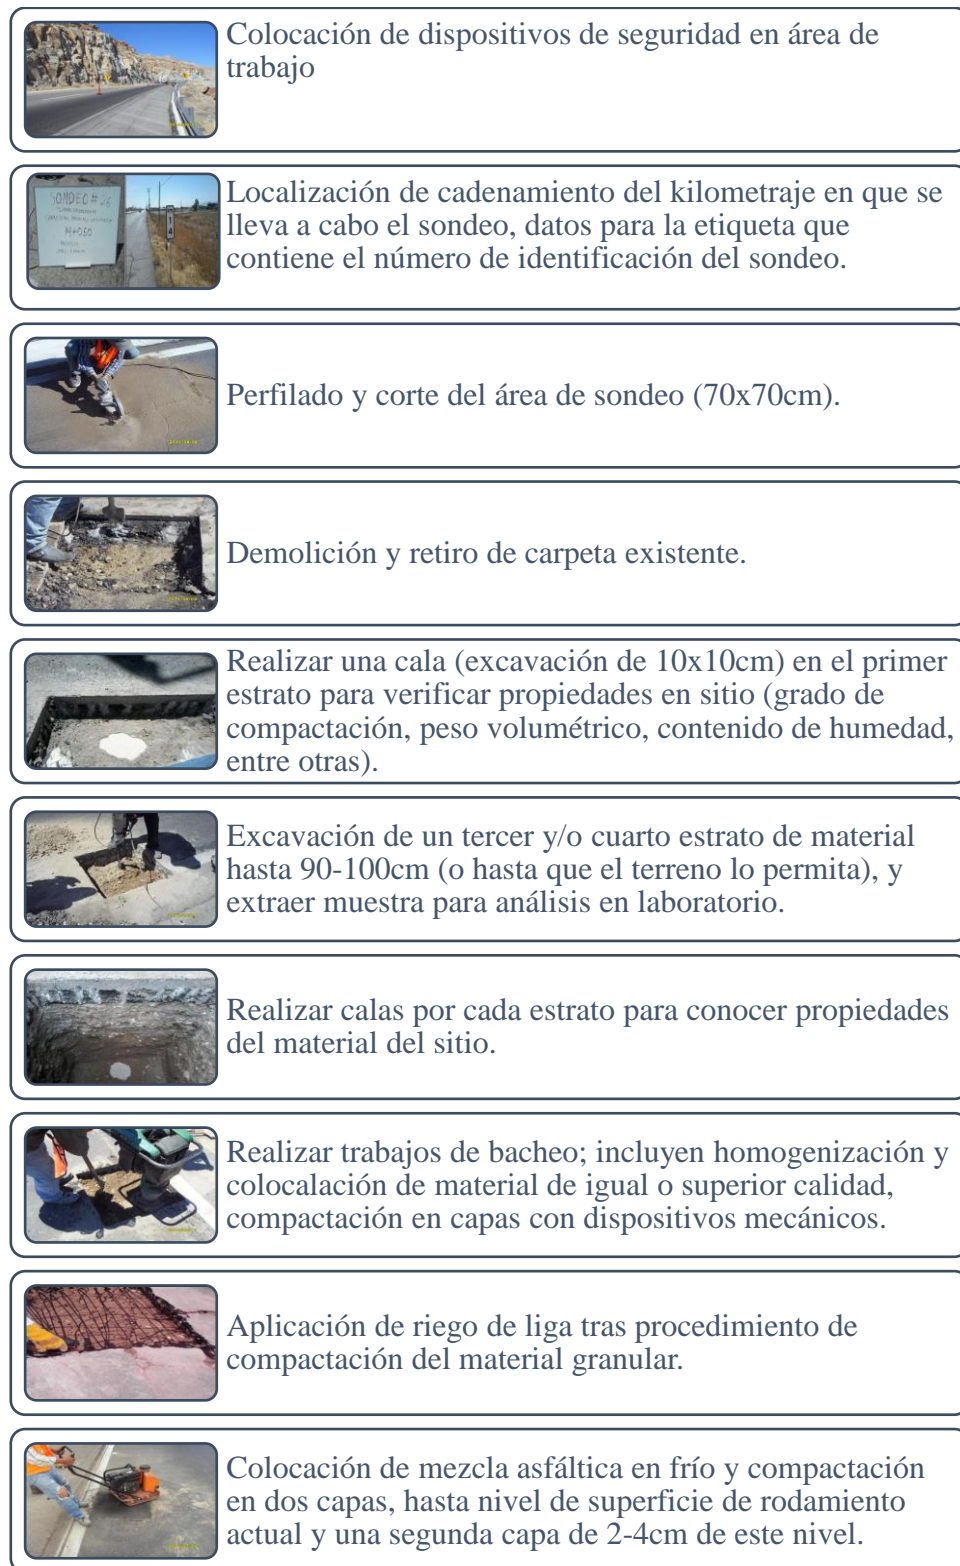 Colocación de dispositivos de seguridad en área de
trabajo
SONDEO # 26
14+060
Localización de cadenamiento del kilometraje en que se
lleva a cabo el sondeo, datos para la etiqueta que
contiene el número de identificación del sondeo.
Perfilado y corte del área de sondeo (70x70cm).
Demolición y retiro de carpeta existente.
Realizar una cala (excavación de 10x10cm) en el primer
estrato para verificar propiedades en sitio (grado de
compactación, peso volumétrico, contenido de humedad,
entre otras).
Excavación de un tercer y/o cuarto estrato de material
hasta 90-100cm (o hasta que el terreno lo permita), y
extraer muestra para análisis en laboratorio.
Realizar calas por cada estrato para conocer propiedades
del material del sitio.
Realizar trabajos de bacheo; incluyen homogenización y
colocalación de material de igual o superior calidad,
compactación en capas con dispositivos mecánicos.
Aplicación de riego de liga tras procedimiento de
compactación del material granular.
Colocación de mezcla asfáltica en frío y compactación
en dos capas, hasta nivel de superficie de rodamiento
actual y una segunda capa de 2-4cm de este nivel.